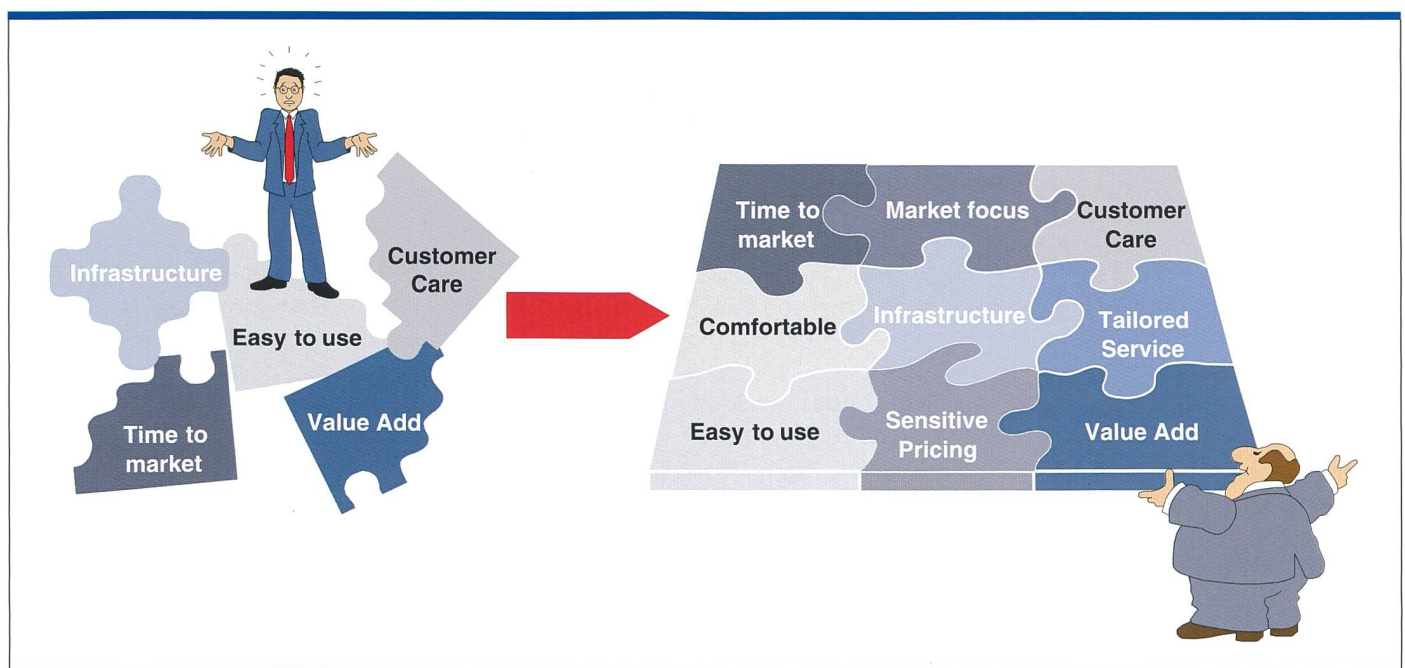 Infrastructure
Customer
Care
Easy to use
Time to
market
Value Add
Time to
market
Market focus
Customer
Care
Comfortable
Infrastructure
Tailored
Service
Easy to use
Sensitive
Pricing
Value Add